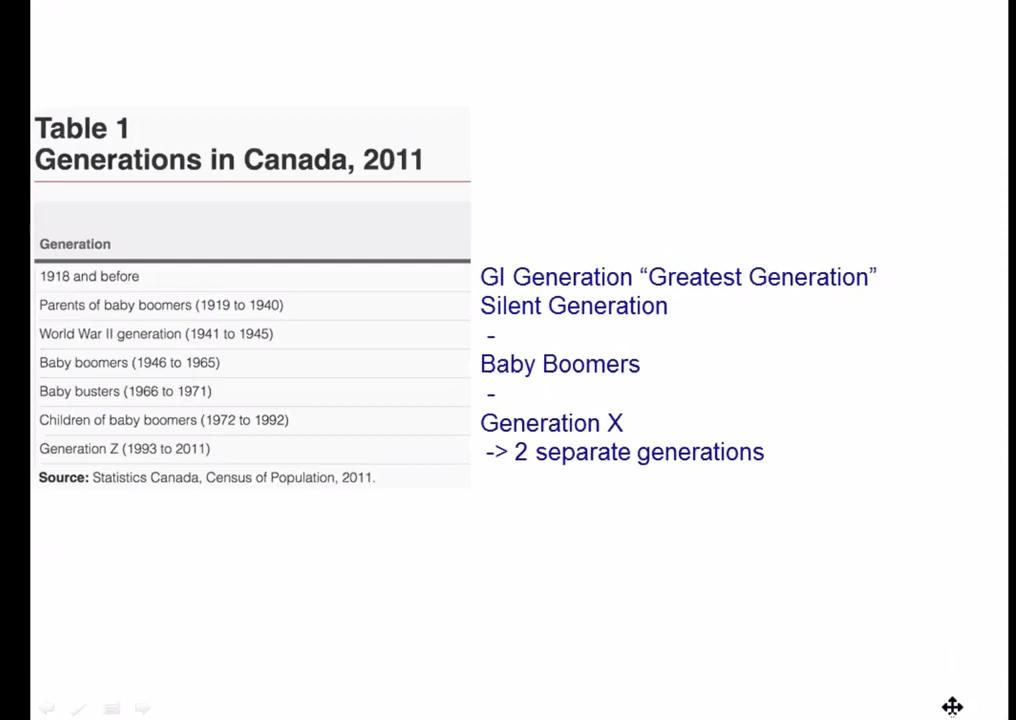 Table 1
Generations in Canada, 2011
Generation
1918 and before
GI Generation “Greatest Generation”
Parents of baby boomers (1919 to 1940)
Silent Generation
World War II generation (1941 to 1945)
-
Baby boomers (1946 to 1965)
Baby Boomers
Baby busters (1966 to 1971)
-
Children of baby boomers (1972 to 1992)
Generation X
Generation Z (1993 to 2011)
-> 2 separate generations
Source: Statistics Canada, Census of Population, 2011.